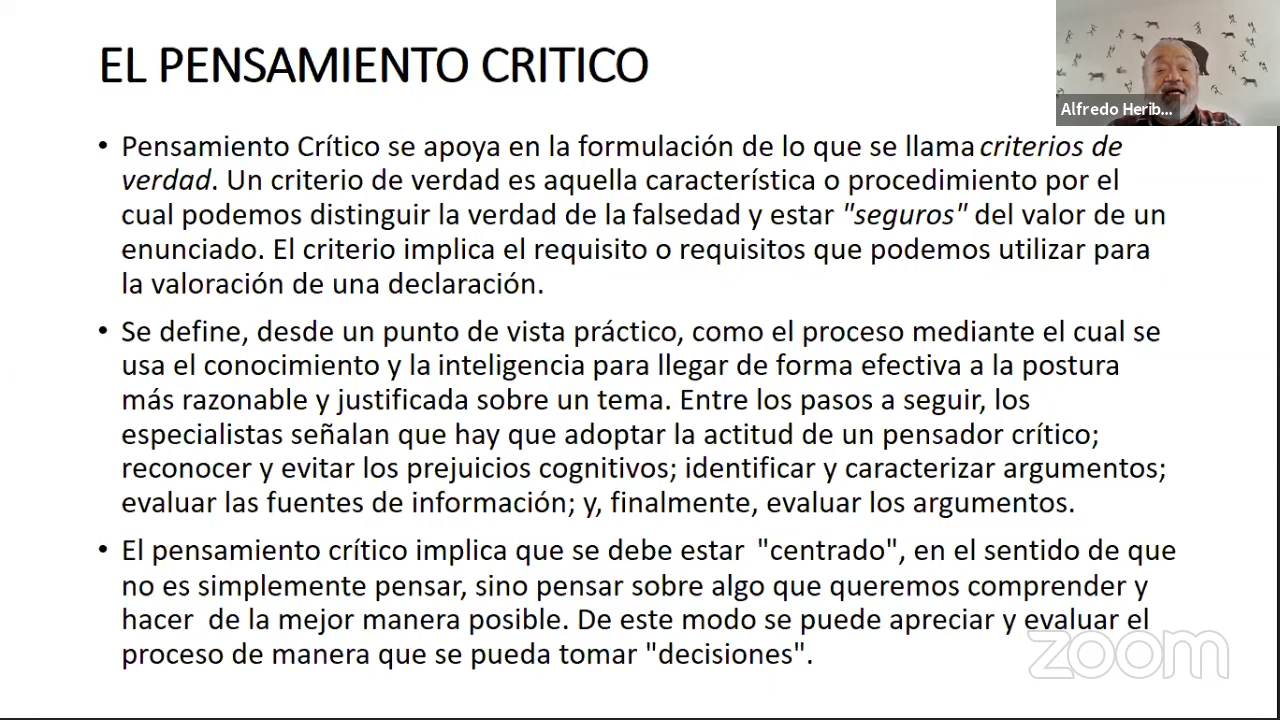 EL PENSAMIENTO CRITICO
Alfredo Herib...
• Pensamiento Crítico se apoya en la formulación de lo que se llama criterios de
verdad. Un criterio de verdad es aquella característica o procedimiento por el
cual podemos distinguir la verdad de la falsedad y estar "seguros" del valor de un
enunciado. El criterio implica el requisito o requisitos que podemos utilizar para
la valoración de una declaración.
• Se define, desde un punto de vista práctico, como el proceso mediante el cual se
usa el conocimiento y la inteligencia para llegar de forma efectiva a la postura
más razonable y justificada sobre un tema. Entre los pasos a seguir, los
especialistas señalan que hay que adoptar la actitud de un pensador crítico;
reconocer y evitar los prejuicios cognitivos; identificar y caracterizar argumentos;
evaluar las fuentes de información; y, finalmente, evaluar los argumentos.
• El pensamiento crítico implica que se debe estar "centrado", en el sentido de que
no es simplemente pensar, sino pensar sobre algo que queremos comprender y
hacer de la mejor manera posible. De este modo se puede apreciar y evaluar el
proceso de manera que se pueda tomar "decisiones".
zoom